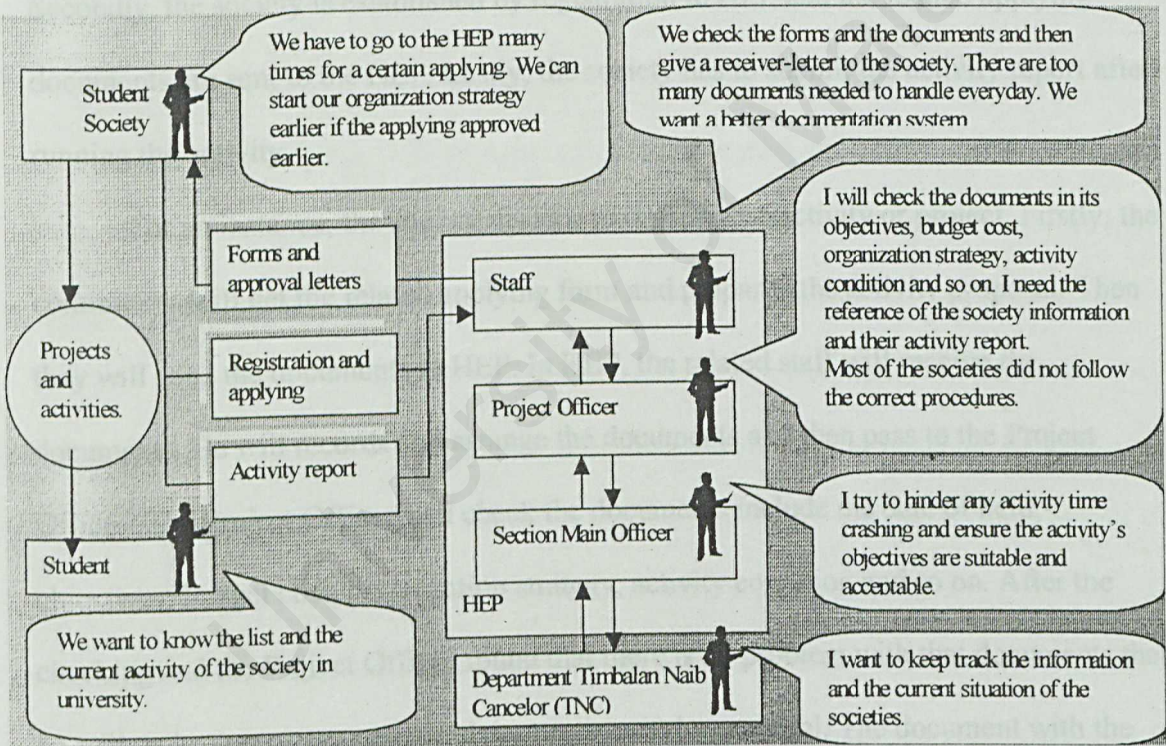 We have to go to the HEP many
times for a certain applying. We can
start our organization strategy
earlier if the applying approved
earlier.
We check the forms and the documents and then
give a receiver-letter to the society. There are too
many documents needed to handle everyday. We
want a better documentation system
Student
Society
I will check the documents in its
objectives, budget cost,
organization strategy, activity
condition and so on. I need the
reference of the society information
and their activity report.
Most of the societies did not follow
the correct procedures.
Forms and
approval letters
Staff
Projects
and
activities.
Registration and
applying
Project Officer
Activity report
I try to hinder any activity time
crashing and ensure the activity's
objectives are suitable and
acceptable.
Section Main Officer
Student
HEP
We want to know the list and the
current activity of the society in
university.
Department Timbalan Naib
Cancelor (TNC)
I want to keep track the information
and the current situation of the
societies.